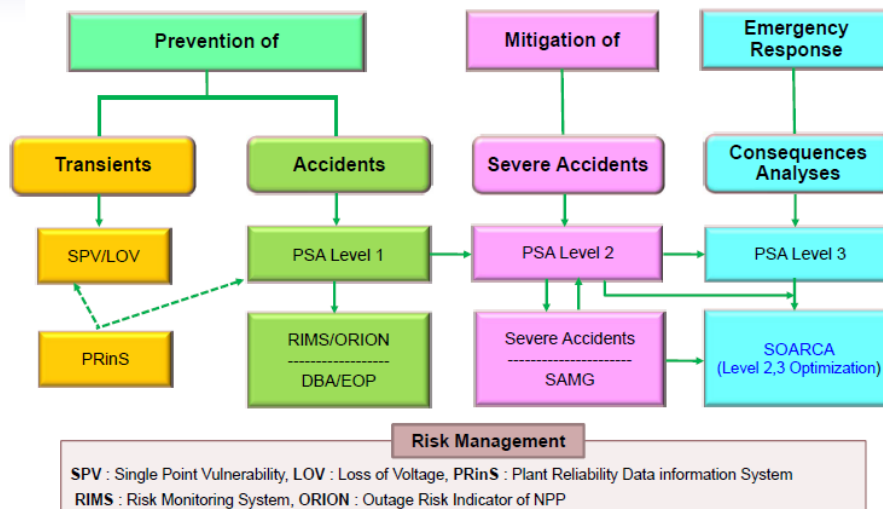 Prevention of
Mitigation of
Emergency
Response
Transients
Accidents
Severe Accidents
Consequences
Analyses
SPV/LOV
PSA Level 1
PSA Level 2
PSA Level 3
PRinS
RIMS/ORION
-------------------
DBA/EOP
Severe Accidents
-----------------------
SAMG
SOARCA
(Level 2,3 Optimization)
Risk Management
SPV : Single Point Vulnerability, LOV : Loss of Voltage, PRinS : Plant Reliability Data information System
RIMS : Risk Monitoring System, ORION : Outage Risk Indicator of NPP